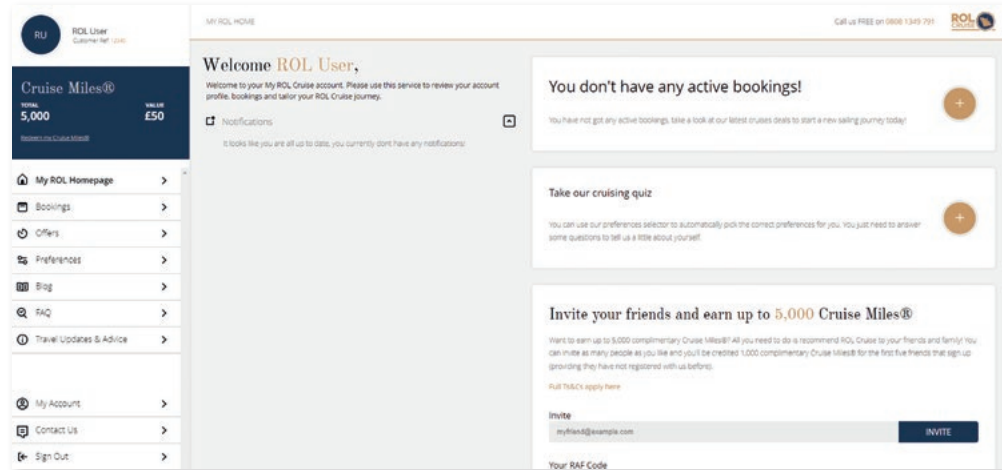 RU
ROL User
Customer Ref:
Cruise Miles®
TOTAL
5,000
VALUE
£50
Redeem my Cruise Miles®
My ROL Homepage
Bookings
Offers
Preferences
Blog
FAQ
Travel Updates & Advice
My Account
Contact Us
Sign Out
MY ROL HOME
Call us FREE on 0808 1349 791
ROL
CRUISE
Welcome ROL User,
Welcome to your My ROL Cruise account. Please use this service to review your account
profile, bookings and tailor your ROL Cruise journey.
Notifications
It looks like you are all up to date, you currently dont have any notifications!
You don't have any active bookings!
You have not got any active bookings, take a look at our latest cruises deals to start a new sailing journey today!
+
Take our cruising quiz
You can use our preferences selector to automatically pick the correct preferences for you. You just need to answer
some questions to tell us a little about yourself.
+
Invite your friends and earn up to 5,000 Cruise Miles®
Want to earn up to 5,000 complimentary Cruise Miles®? All you need to do is recommend ROL Cruise to your friends and family! You
can invite as many people as you like and you'll be credited 1,000 complimentary Cruise Miles® for the first five friends that sign up
(providing they have not registered with us before).
Full Ts&Cs apply here
Invite
myfriend@example.com
INVITE
Your RAF Code